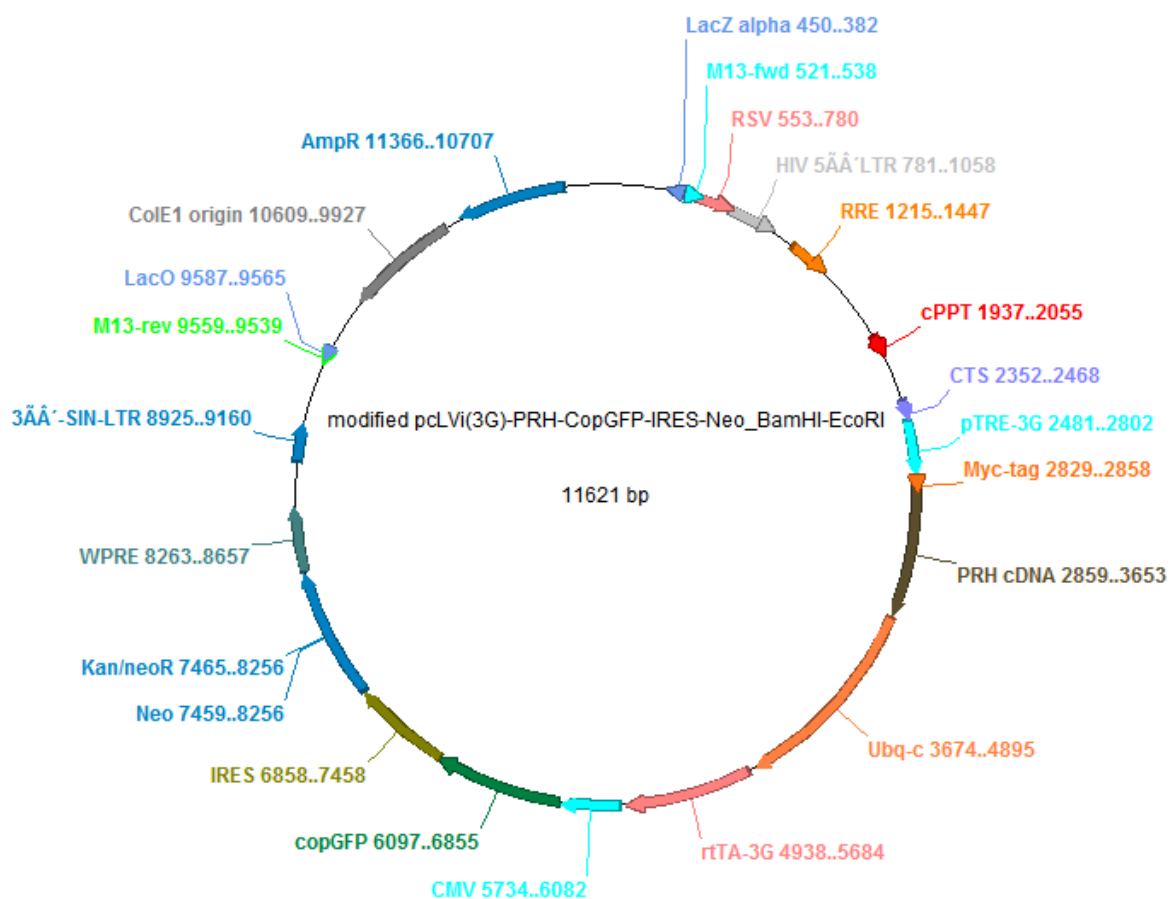 LacZ alpha 450..382
M13-fwd 521..538
RSV 553..780
HIV 5ÃÂ´LTR 781..1058
RRE 1215..1447
cPPT 1937..2055
CTS 2352..2468
pTRE-3G 2481..2802
Myc-tag 2829..2858
PRH cDNA 2859..3653
Ubq-c 3674..4895
rtTA-3G 4938..5684
CMV 5734..6082
copGFP 6097..6855
IRES 6858..7458
Neo 7459..8256
Kan/neoR 7465..8256
WPRE 8263..8657
3ÃÂ´-SIN-LTR 8925..9160
M13-rev 9559..9539
LacO 9587..9565
ColE1 origin 10609..9927
AmpR 11366..10707
modified pcLVi(3G)-PRH-CopGFP-IRES-Neo_BamHI-EcoRI
11621 bp